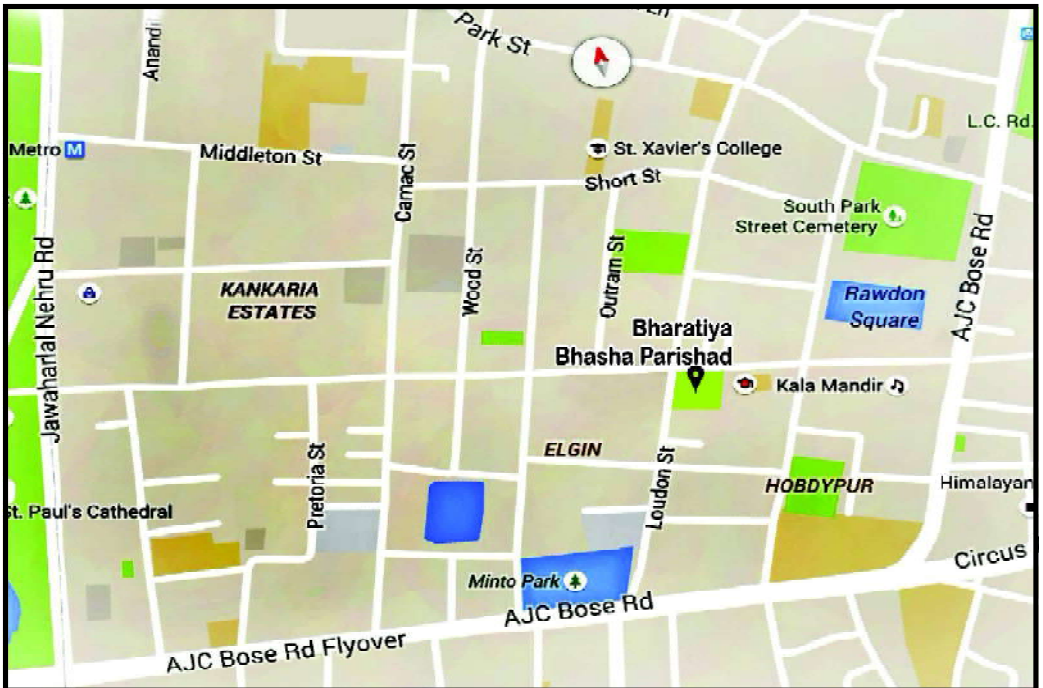 Park St
Anandi
L.C. Rd.
Metro M
Middleton St
Camac St
St. Xavier's College
Short St
South Park
Street Cemetery
Jawaharlal Nehru Rd
KANKARIA
ESTATES
Wood St
Outram St
Rawdon
Square
AJC Bose Rd
Bharatiya
Bhasha Parishad
Kala Mandir
ELGIN
Pretoria St
Loudon St
HOBDYPUR
Himalayan
St. Paul's Cathedral
Circus
Minto Park
AJC Bose Rd
AJC Bose Rd Flyover